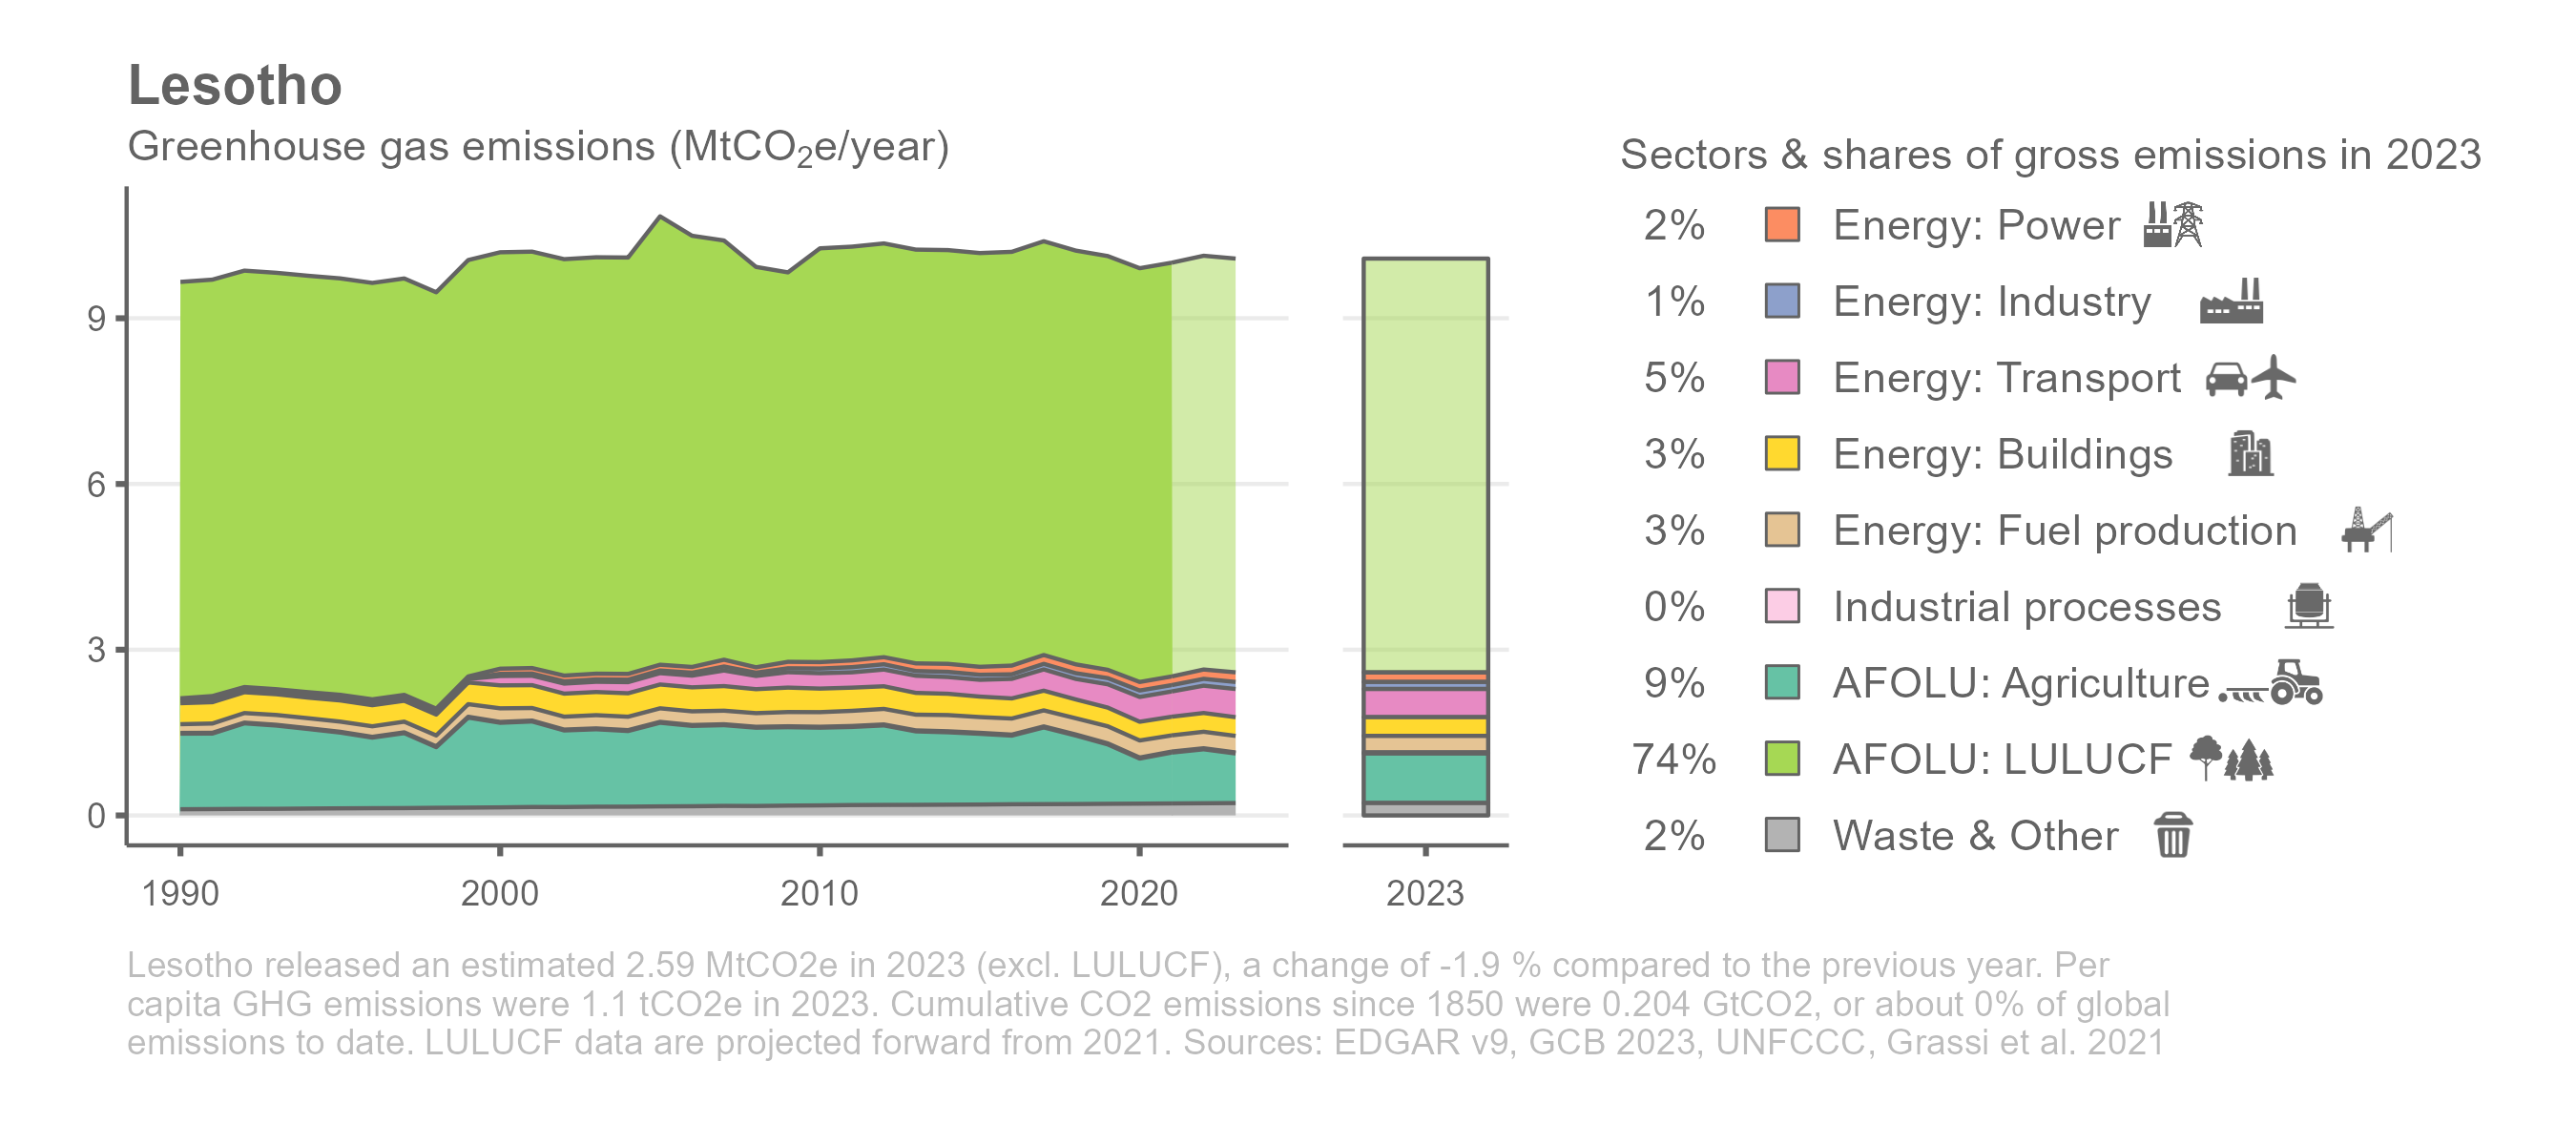 Lesotho
Greenhouse gas emissions (MtCO₂e/year)
9
6
3
0
1990
2000
2010
2020
2023
Sectors & shares of gross emissions in 2023
2% Energy: Power
1% Energy: Industry
5% Energy: Transport
3% Energy: Buildings
3% Energy: Fuel production
0% Industrial processes
9% AFOLU: Agriculture
74% AFOLU: LULUCF
2% Waste & Other
Lesotho released an estimated 2.59 MtCO2e in 2023 (excl. LULUCF), a change of -1.9 % compared to the previous year. Per
capita GHG emissions were 1.1 tCO2e in 2023. Cumulative CO2 emissions since 1850 were 0.204 GtCO2, or about 0% of global
emissions to date. LULUCF data are projected forward from 2021. Sources: EDGAR v9, GCB 2023, UNFCCC, Grassi et al. 2021